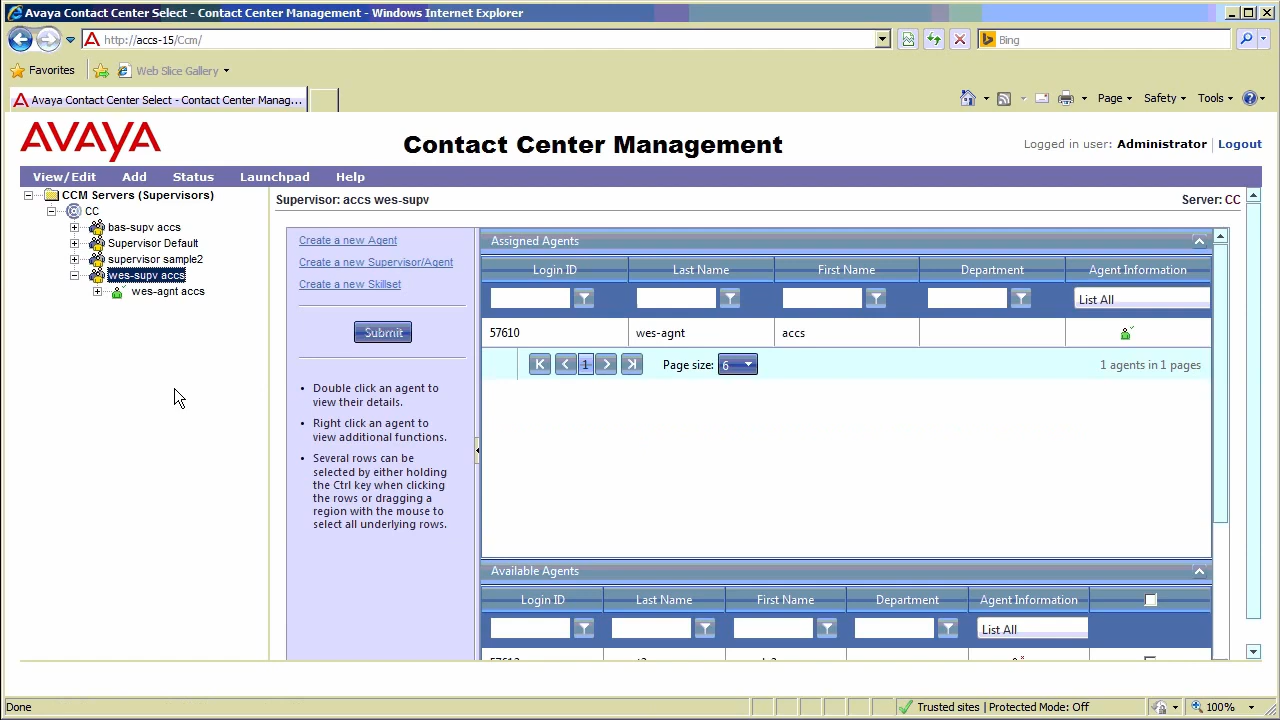 Avaya Contact Center Select - Contact Center Management - Windows Internet Explorer
http://accs-15/Ccm/
Bing
Favorites
Web Slice Gallery
Avaya Contact Center Select - Contact Center Manag...
Page
Safety
Tools
AVAYA
Contact Center Management
Logged in user: Administrator | Logout
View/Edit Add Status Launchpad Help
CCM Servers (Supervisors)
CC
bas-supv accs
Supervisor Default
supervisor sample2
wes-supv accs
wes-agnt accs
Supervisor: accs wes-supv
Server: CC
Create a new Agent
Create a new Supervisor/Agent
Create a new Skillset
Submit
• Double click an agent to
view their details.
• Right click an agent to
view additional functions.
• Several rows can be
selected by either holding
the Ctrl key when clicking
the rows or dragging a
region with the mouse to
select all underlying rows.
Assigned Agents
Login ID Last Name First Name Department Agent Information
List All
57610 wes-agnt accs
1 Page size: 6 1 agents in 1 pages
Available Agents
Login ID Last Name First Name Department Agent Information
List All
Done
Trusted sites | Protected Mode: Off
100%